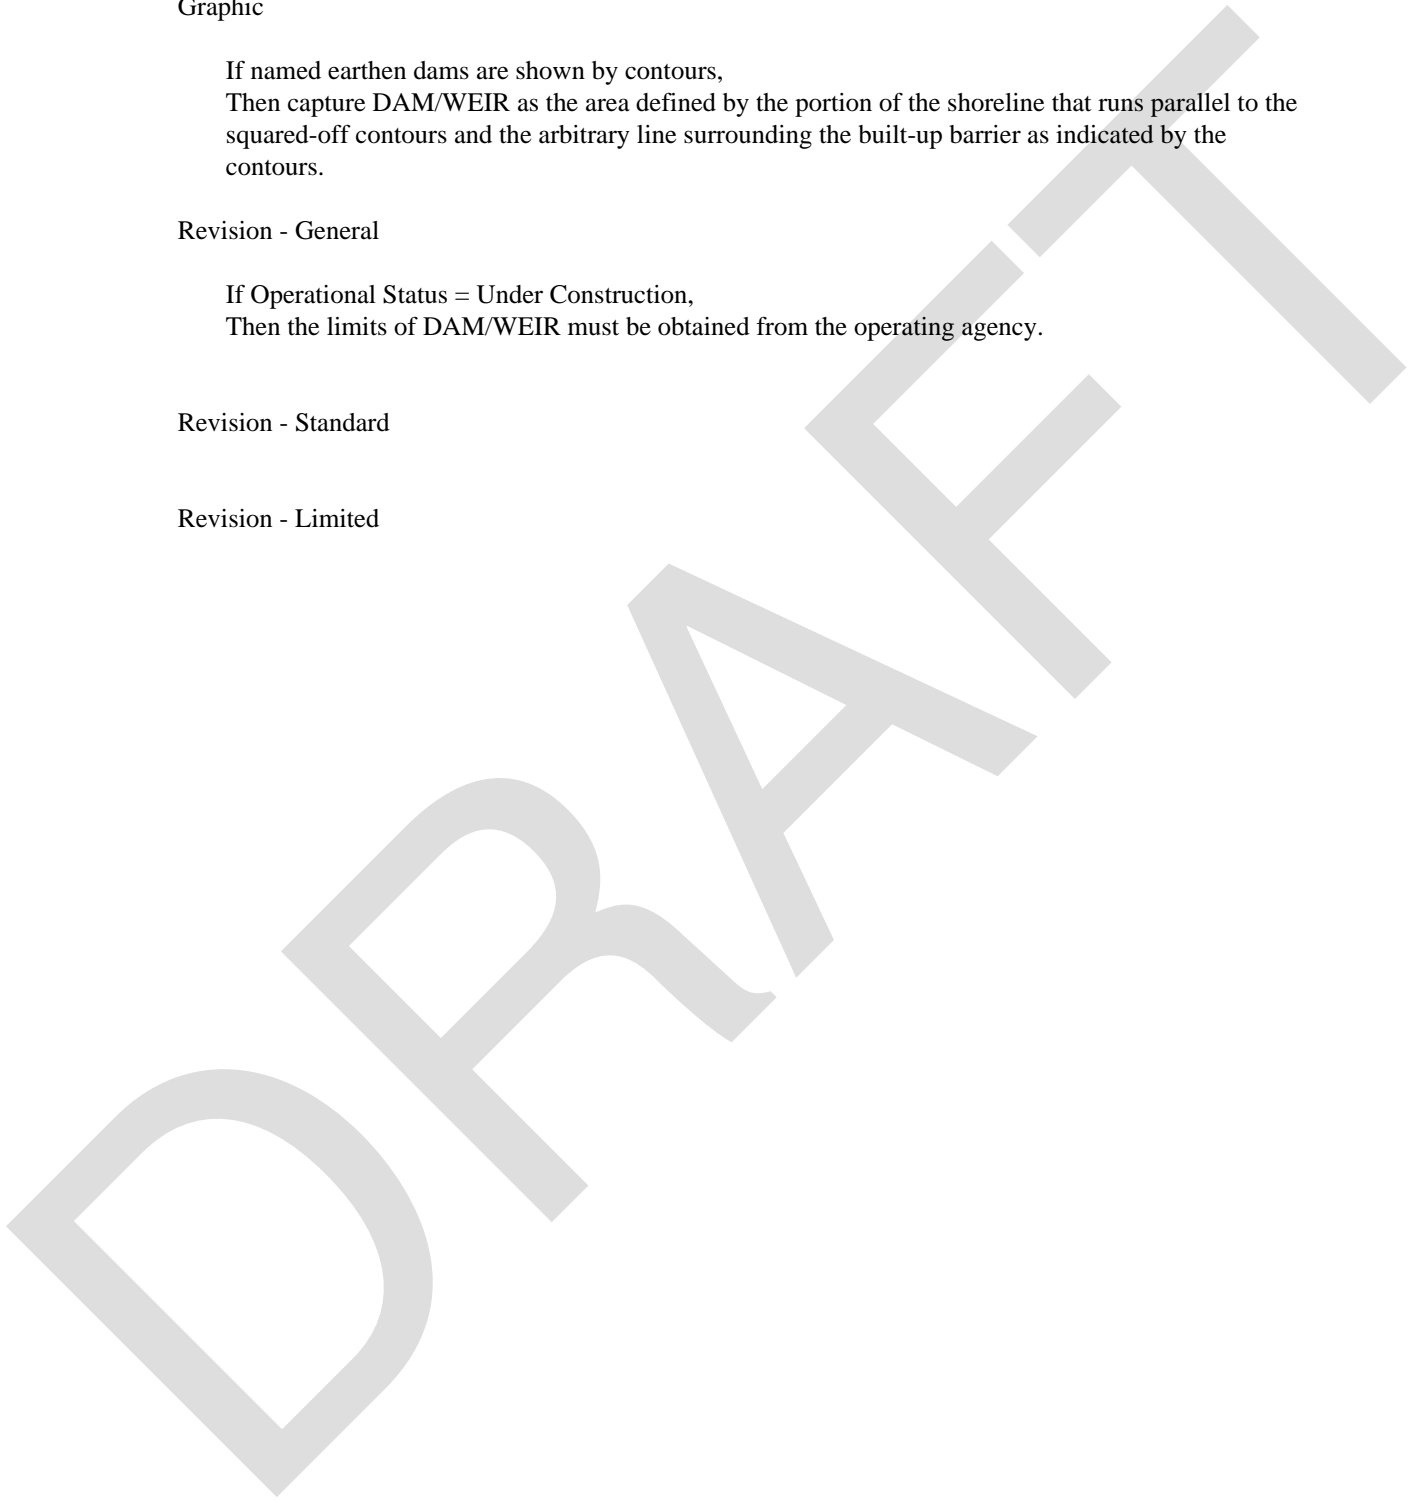 Graphic
If named earthen dams are shown by contours,
Then capture DAM/WEIR as the area defined by the portion of the shoreline that runs parallel to the
squared-off contours and the arbitrary line surrounding the built-up barrier as indicated by the
contours.
Revision - General
If Operational Status = Under Construction,
Then the limits of DAM/WEIR must be obtained from the operating agency.
Revision - Standard
Revision - Limited
DRAFT